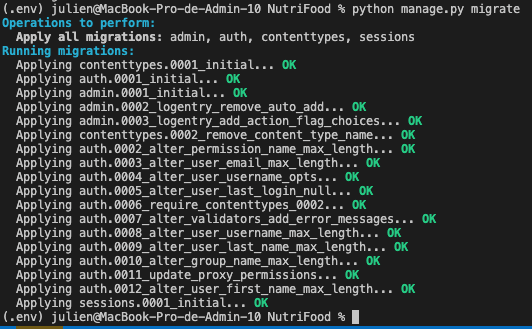 (.env) julien@MacBook-Pro-de-Admin-10 NutriFood % python manage.py migrate
Operations to perform:
  Apply all migrations: admin, auth, contenttypes, sessions
Running migrations:
  Applying contenttypes.0001_initial... OK
  Applying auth.0001_initial... OK
  Applying admin.0001_initial... OK
  Applying admin.0002_logentry_remove_auto_add... OK
  Applying admin.0003_logentry_add_action_flag_choices... OK
  Applying contenttypes.0002_remove_content_type_name... OK
  Applying auth.0002_alter_permission_name_max_length... OK
  Applying auth.0003_alter_user_email_max_length... OK
  Applying auth.0004_alter_user_username_opts... OK
  Applying auth.0005_alter_user_last_login_null... OK
  Applying auth.0006_require_contenttypes_0002... OK
  Applying auth.0007_alter_validators_add_error_messages... OK
  Applying auth.0008_alter_user_username_max_length... OK
  Applying auth.0009_alter_user_last_name_max_length... OK
  Applying auth.0010_alter_group_name_max_length... OK
  Applying auth.0011_update_proxy_permissions... OK
  Applying auth.0012_alter_user_first_name_max_length... OK
  Applying sessions.0001_initial... OK
(.env) julien@MacBook-Pro-de-Admin-10 NutriFood %